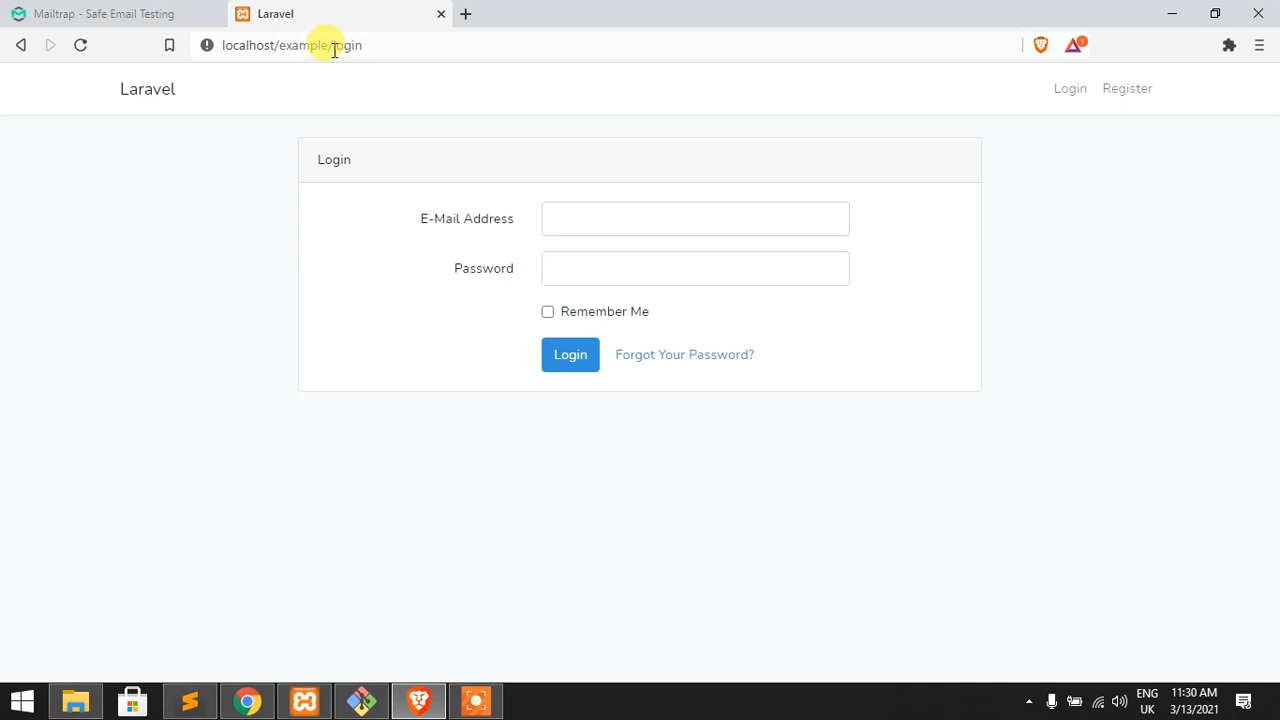 Mailtrap - Safe Email Testing
Laravel
localhost/example/login
1
Laravel
Login
Register
Login
E-Mail Address
Password
Remember Me
Login
Forgot Your Password?
ENG
UK
11:30 AM
3/13/2021